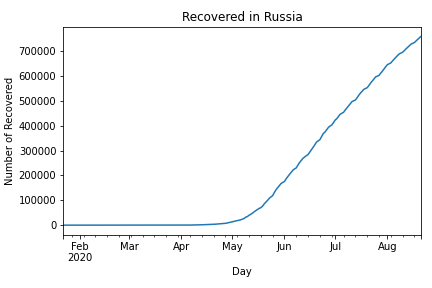 Recovered in Russia
Number of Recovered
700000
600000
500000
400000
300000
200000
100000
0
Feb Mar Apr May Jun Jul Aug
2020
Day